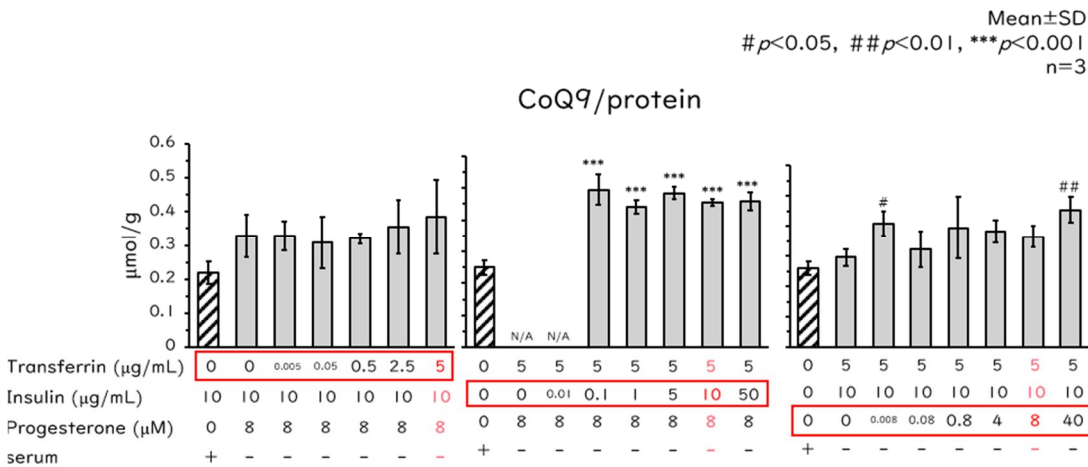 Mean±SD
#p<0.05, ##p<0.01, ***p<0.001
n=3
CoQ9/protein
µmol/g
0.6
0.5
0.4
0.3
0.2
0.1
0
N/A N/A *** *** *** *** ***
# ##
Transferrin (µg/mL) 0 0 0.005 0.05 0.5 2.5 5 0 5 5 5 5 5 5 5 0 5 5 5 5 5 5 5
Insulin (µg/mL) 10 10 10 10 10 10 10 0 0 0.01 0.1 1 5 10 50 0 10 10 10 10 10 10 10
Progesterone (µM) 0 8 8 8 8 8 8 0 8 8 8 8 8 8 8 0 0 0.008 0.08 0.8 4 8 40
serum + - - - - - - + - - - - - - - + - - - - - - -